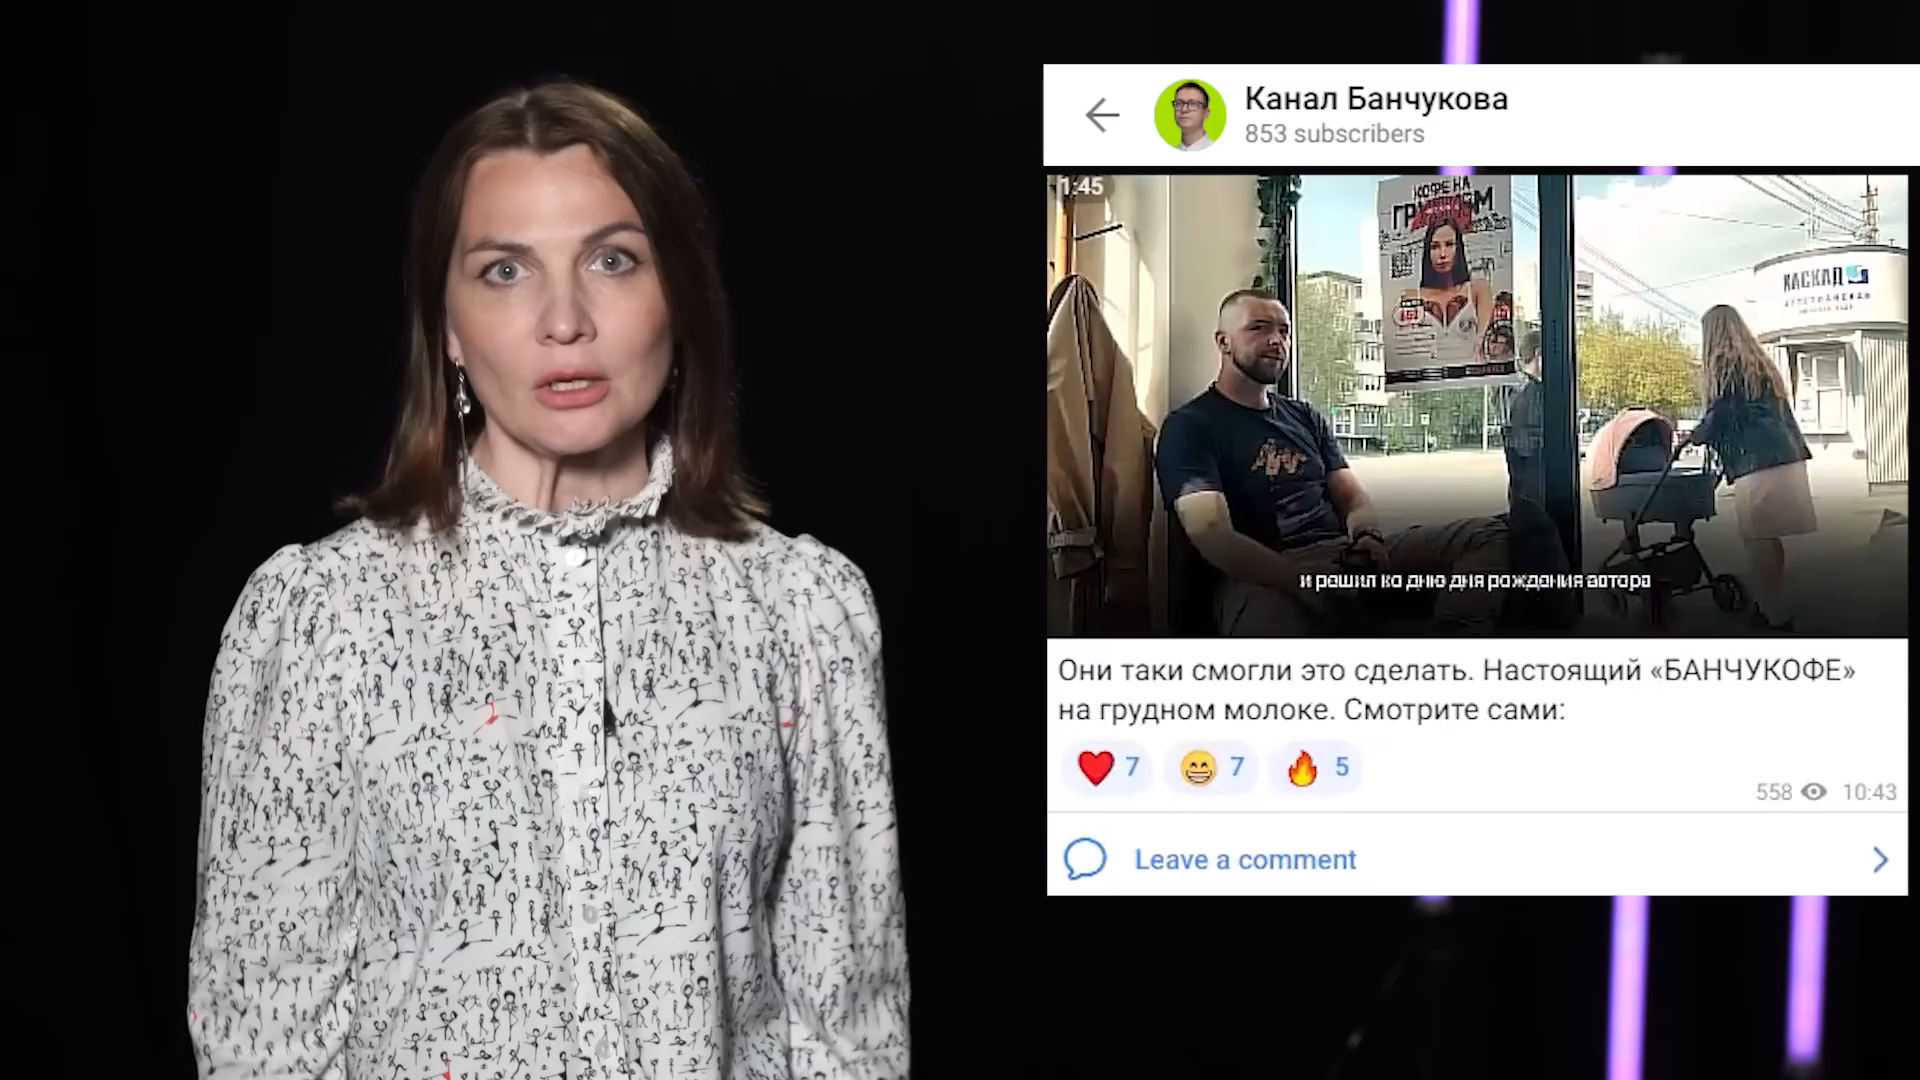 Канал Банчукова
853 subscribers
1:45
КОФЕ НА
КАСКАД
и решил ко дню дня рождения автора
Они таки смогли это сделать. Настоящий «БАНЧУКОФЕ»
на грудном молоке. Смотрите сами:
7 7 5
558 10:43
Leave a comment